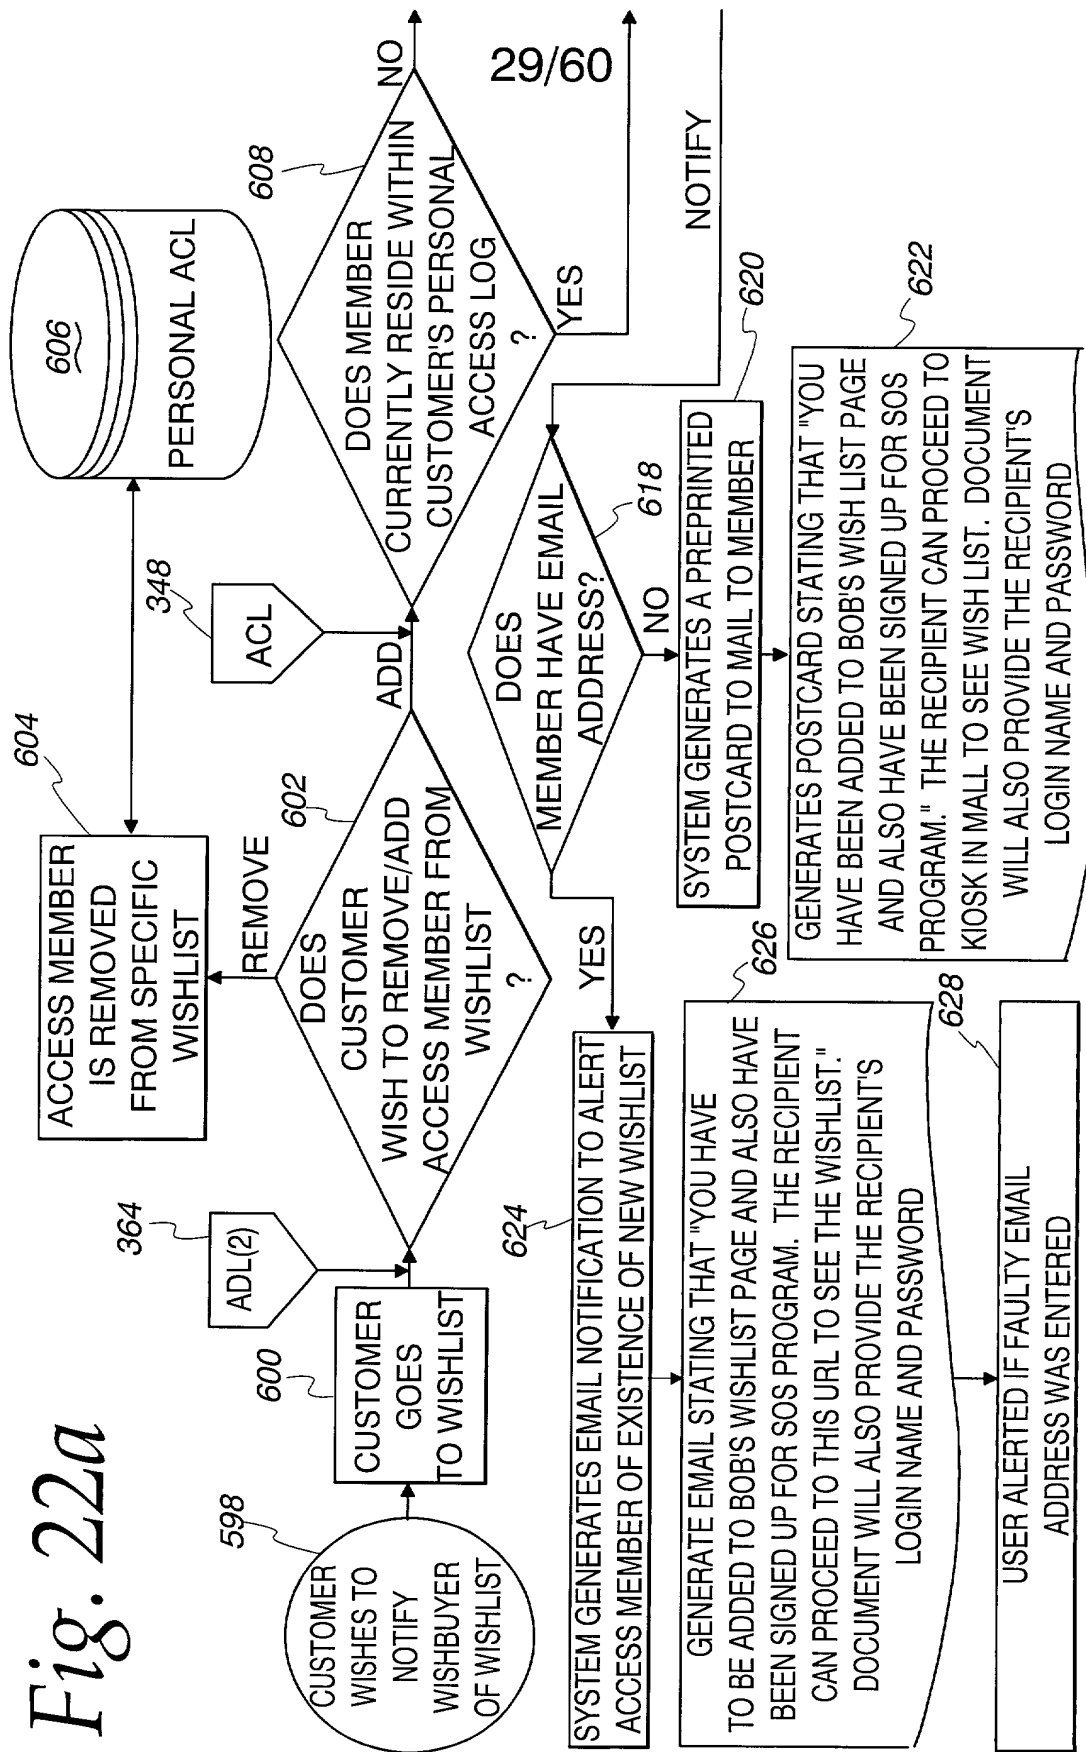 Fig. 22a
29/60
598
CUSTOMER
WISHES TO
NOTIFY
WISHBUYER
OF WISHLIST
600
CUSTOMER
GOES
TO WISHLIST
364
ADL(2)
602
DOES
CUSTOMER
WISH TO REMOVE/ADD
ACCESS MEMBER FROM
WISHLIST
?
REMOVE
ADD
604
ACCESS MEMBER
IS REMOVED
FROM SPECIFIC
WISHLIST
348
ACL
606
PERSONAL ACL
608
DOES MEMBER
CURRENTLY RESIDE WITHIN
CUSTOMER'S PERSONAL
ACCESS LOG
?
NO
YES
NOTIFY
618
DOES
MEMBER HAVE EMAIL
ADDRESS?
YES
NO
620
SYSTEM GENERATES A PREPRINTED
POSTCARD TO MAIL TO MEMBER
622
GENERATES POSTCARD STATING THAT "YOU
HAVE BEEN ADDED TO BOB'S WISH LIST PAGE
AND ALSO HAVE BEEN SIGNED UP FOR SOS
PROGRAM." THE RECIPIENT CAN PROCEED TO
KIOSK IN MALL TO SEE WISH LIST. DOCUMENT
WILL ALSO PROVIDE THE RECIPIENT'S
LOGIN NAME AND PASSWORD
624
SYSTEM GENERATES EMAIL NOTIFICATION TO ALERT
ACCESS MEMBER OF EXISTENCE OF NEW WISHLIST
626
GENERATE EMAIL STATING THAT "YOU HAVE
TO BE ADDED TO BOB'S WISHLIST PAGE AND ALSO HAVE
BEEN SIGNED UP FOR SOS PROGRAM. THE RECIPIENT
CAN PROCEED TO THIS URL TO SEE THE WISHLIST."
DOCUMENT WILL ALSO PROVIDE THE RECIPIENT'S
LOGIN NAME AND PASSWORD
628
USER ALERTED IF FAULTY EMAIL
ADDRESS WAS ENTERED